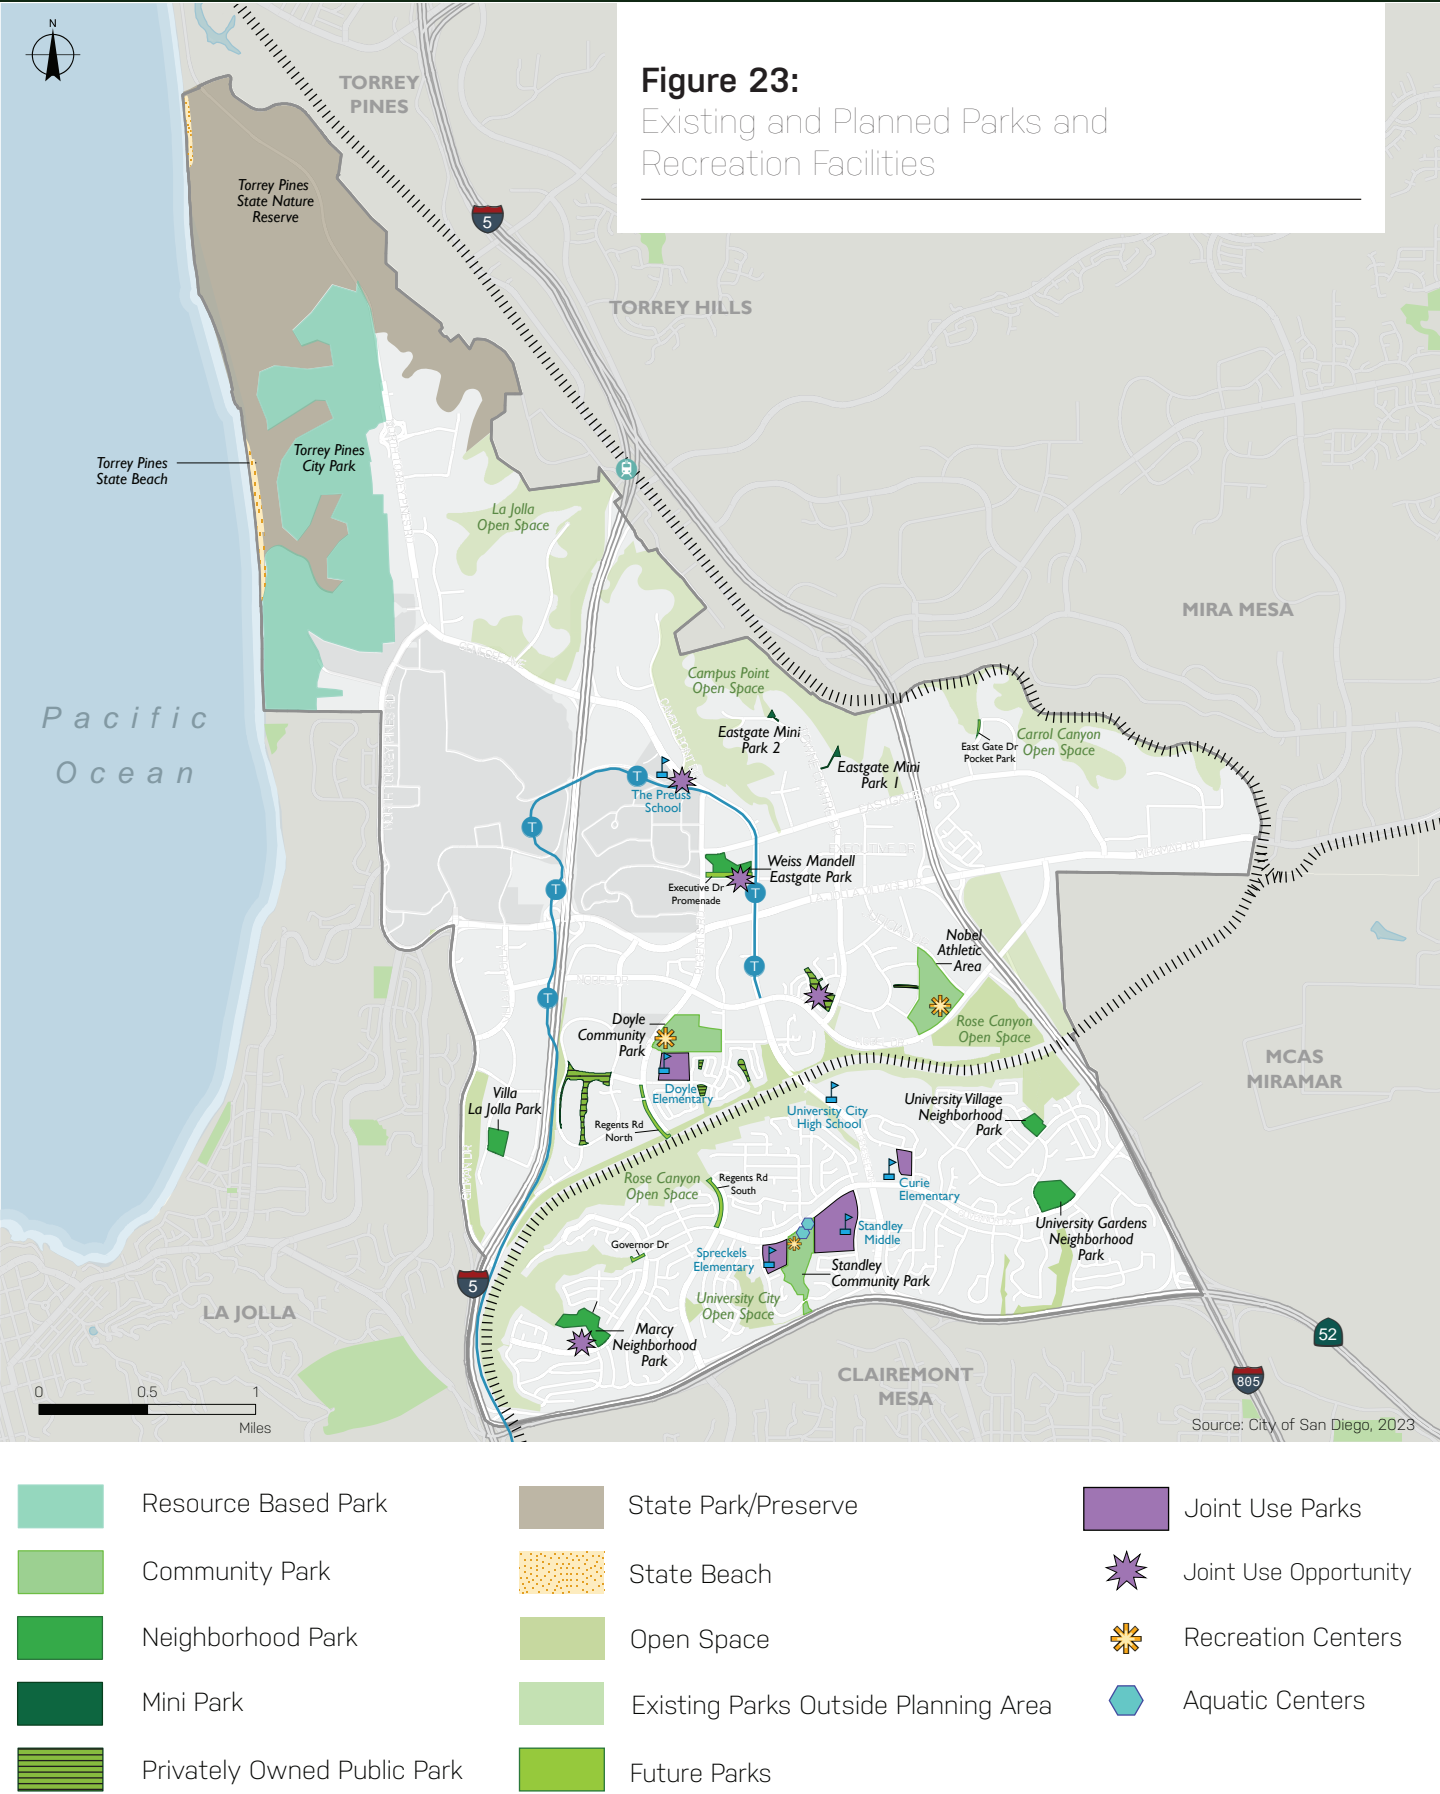 N
Figure 23:
Existing and Planned Parks and
Recreation Facilities
TORREY
PINES
5
Torrey Pines
State Nature
Reserve
TORREY HILLS
Torrey Pines
City Park
Torrey Pines
State Beach
La Jolla
Open Space
MIRA MESA
Pacific
Ocean
Campus Point
Open Space
Eastgate Mini
Park 2
Eastgate Mini
Park 1
East Gate Dr
Pocket Park
Carrol Canyon
Open Space
T
The Preuss
School
T
T
Weiss Mandell
Eastgate Park
Executive Dr
Promenade
T
T
T
Nobel
Athletic
Area
Doyle
Community
Park
Rose Canyon
Open Space
MCAS
MIRAMAR
Doyle
Elementary
Villa
La Jolla Park
Regents Rd
North
University City
High School
University Village
Neighborhood
Park
Rose Canyon
Open Space
Regents Rd
South
Curie
Elementary
University Gardens
Neighborhood
Park
Standley
Middle
Governor Dr
Spreckels
Elementary
Standley
Community Park
5
University City
Open Space
LA JOLLA
Marcy
Neighborhood
Park
52
805
CLAIREMONT
MESA
0 0.5 1
Miles
Source: City of San Diego, 2023
Resource Based Park
Community Park
Neighborhood Park
Mini Park
Privately Owned Public Park
State Park/Preserve
State Beach
Open Space
Existing Parks Outside Planning Area
Future Parks
Joint Use Parks
Joint Use Opportunity
Recreation Centers
Aquatic Centers